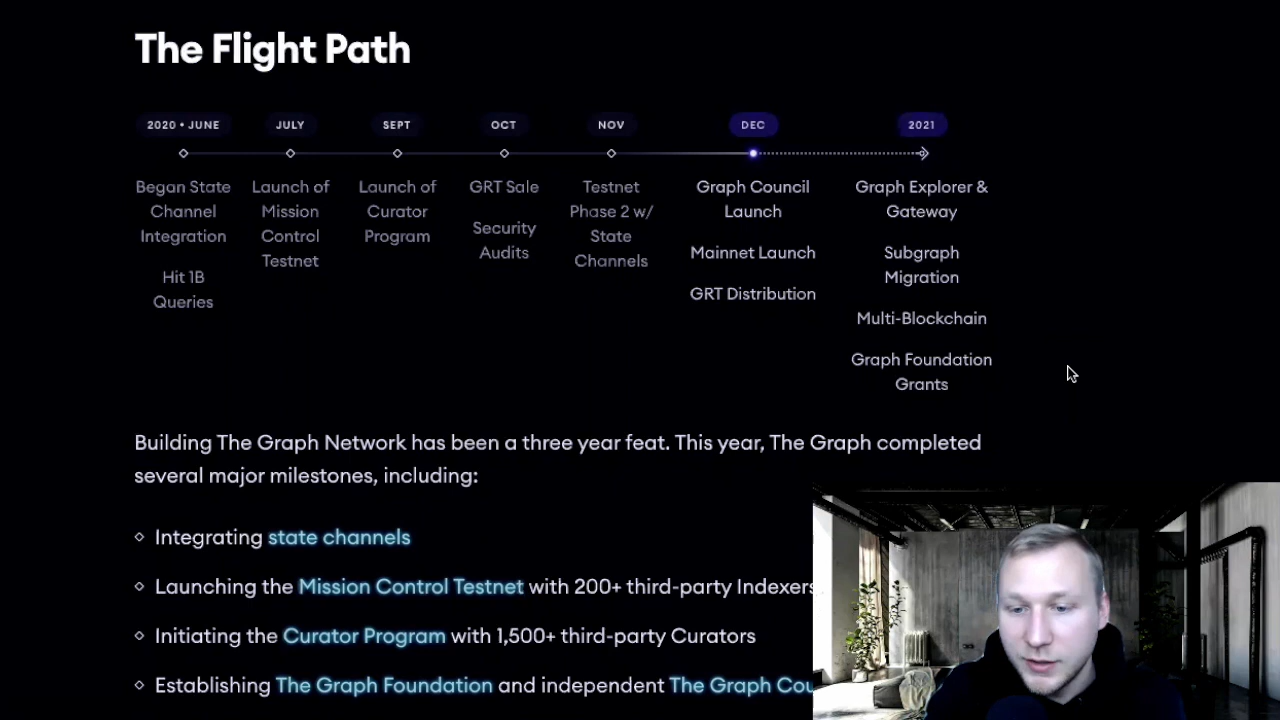 The Flight Path
2020 • JUNE
JULY
SEPT
OCT
NOV
DEC
2021
Began State
Channel
Integration
Hit 1B
Queries
Launch of
Mission
Control
Testnet
Launch of
Curator
Program
GRT Sale
Security
Audits
Testnet
Phase 2 w/
State
Channels
Graph Council
Launch
Mainnet Launch
GRT Distribution
Graph Explorer &
Gateway
Subgraph
Migration
Multi-Blockchain
Graph Foundation
Grants
Building The Graph Network has been a three year feat. This year, The Graph completed
several major milestones, including:
Integrating state channels
Launching the Mission Control Testnet with 200+ third-party Indexers
Initiating the Curator Program with 1,500+ third-party Curators
Establishing The Graph Foundation and independent The Graph